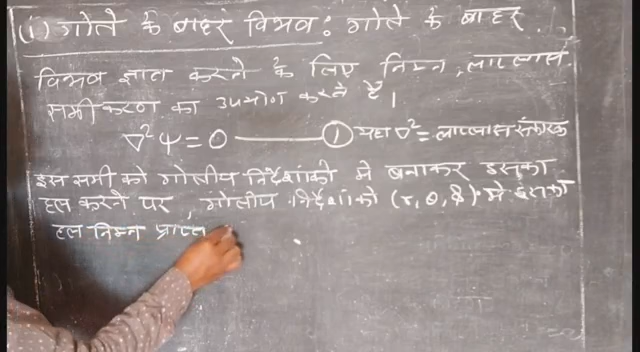 (i) गोले के बाहर विभव : गोले के बाहर
विभव ज्ञात करने के लिए निम्न लाप्लास
समीकरण का उपयोग करते हैं।
∇²Ψ = 0 ——— ① यहा ∇² = लाप्लास संकारक
इस समी को गोलीय निर्देशांको मे बनाकर इसका
हल करने पर, गोलीय निर्देशांको (r, θ, ϕ) मे इसका
हल निम्न प्राप्त